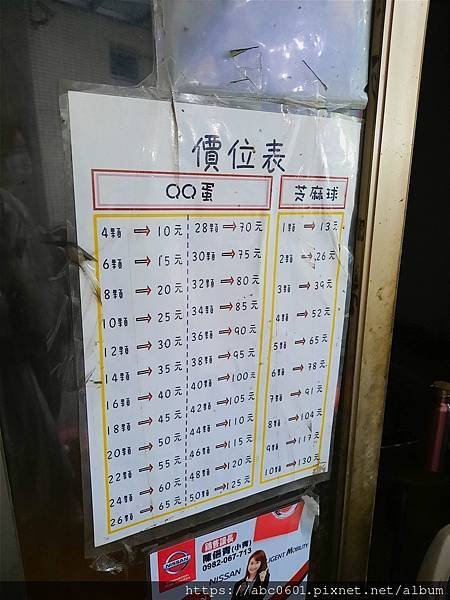 價位表
QQ蛋
4顆 → 10元
6顆 → 15元
8顆 → 20元
10顆 → 25元
12顆 → 30元
14顆 → 35元
16顆 → 40元
18顆 → 45元
20顆 → 50元
22顆 → 55元
24顆 → 60元
26顆 → 65元
28顆 → 70元
30顆 → 75元
32顆 → 80元
34顆 → 85元
36顆 → 90元
38顆 → 95元
40顆 → 100元
42顆 → 105元
44顆 → 110元
46顆 → 115元
48顆 → 120元
50顆 → 125元
芝麻球
1顆 → 13元
2顆 → 26元
3顆 → 39元
4顆 → 52元
5顆 → 65元
6顆 → 78元
7顆 → 91元
8顆 → 104元
9顆 → 117元
10顆 → 130元
0982-067-713
NISSAN
NISSAN
IGENT MOBILITY
https://abc0601.pixnet.net/album